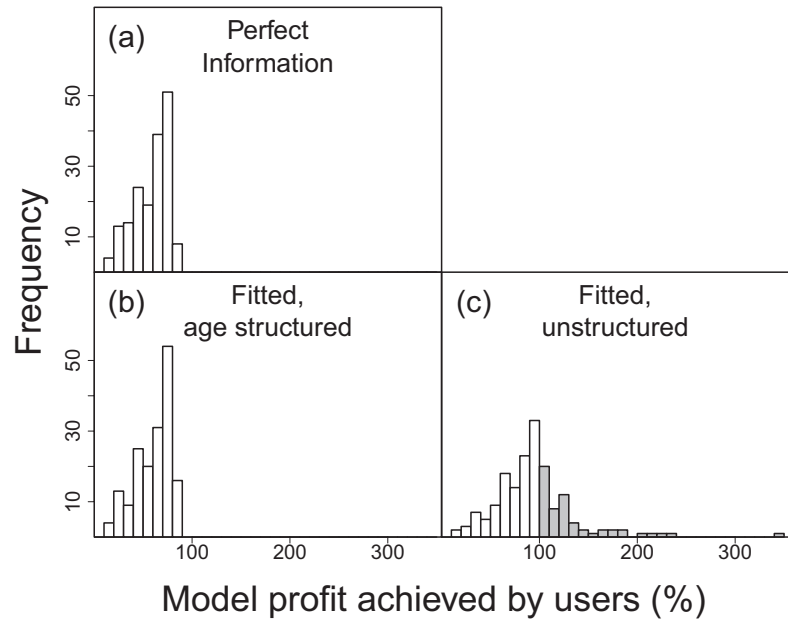 (a)
Perfect
Information
50
30
10
Frequency
(b)
Fitted,
age structured
50
30
10
100
200
300
(c)
Fitted,
unstructured
100
200
300
Model profit achieved by users (%)